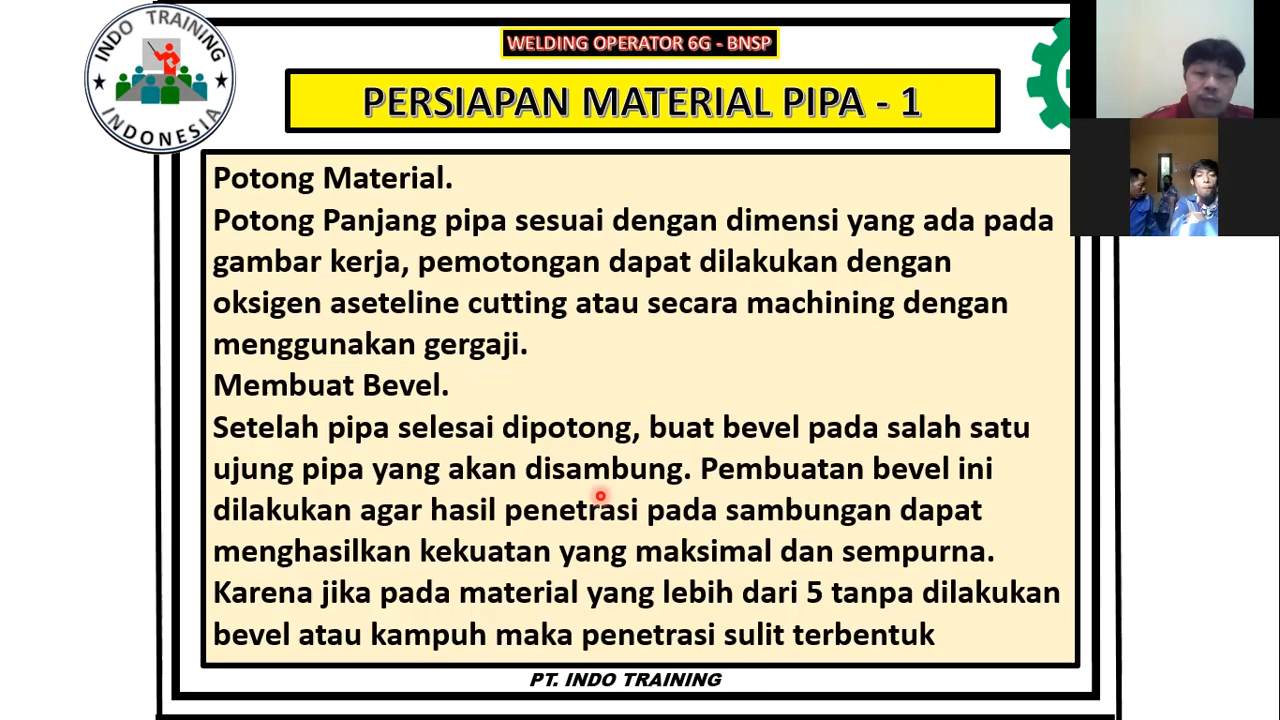 INDO TRAINING
INDONESIA
WELDING OPERATOR 6G - BNSP
PERSIAPAN MATERIAL PIPA - 1
Potong Material.
Potong Panjang pipa sesuai dengan dimensi yang ada pada
gambar kerja, pemotongan dapat dilakukan dengan
oksigen aseteline cutting atau secara machining dengan
menggunakan gergaji.
Membuat Bevel.
Setelah pipa selesai dipotong, buat bevel pada salah satu
ujung pipa yang akan disambung. Pembuatan bevel ini
dilakukan agar hasil penetrasi pada sambungan dapat
menghasilkan kekuatan yang maksimal dan sempurna.
Karena jika pada material yang lebih dari 5 tanpa dilakukan
bevel atau kampuh maka penetrasi sulit terbentuk
PT. INDO TRAINING